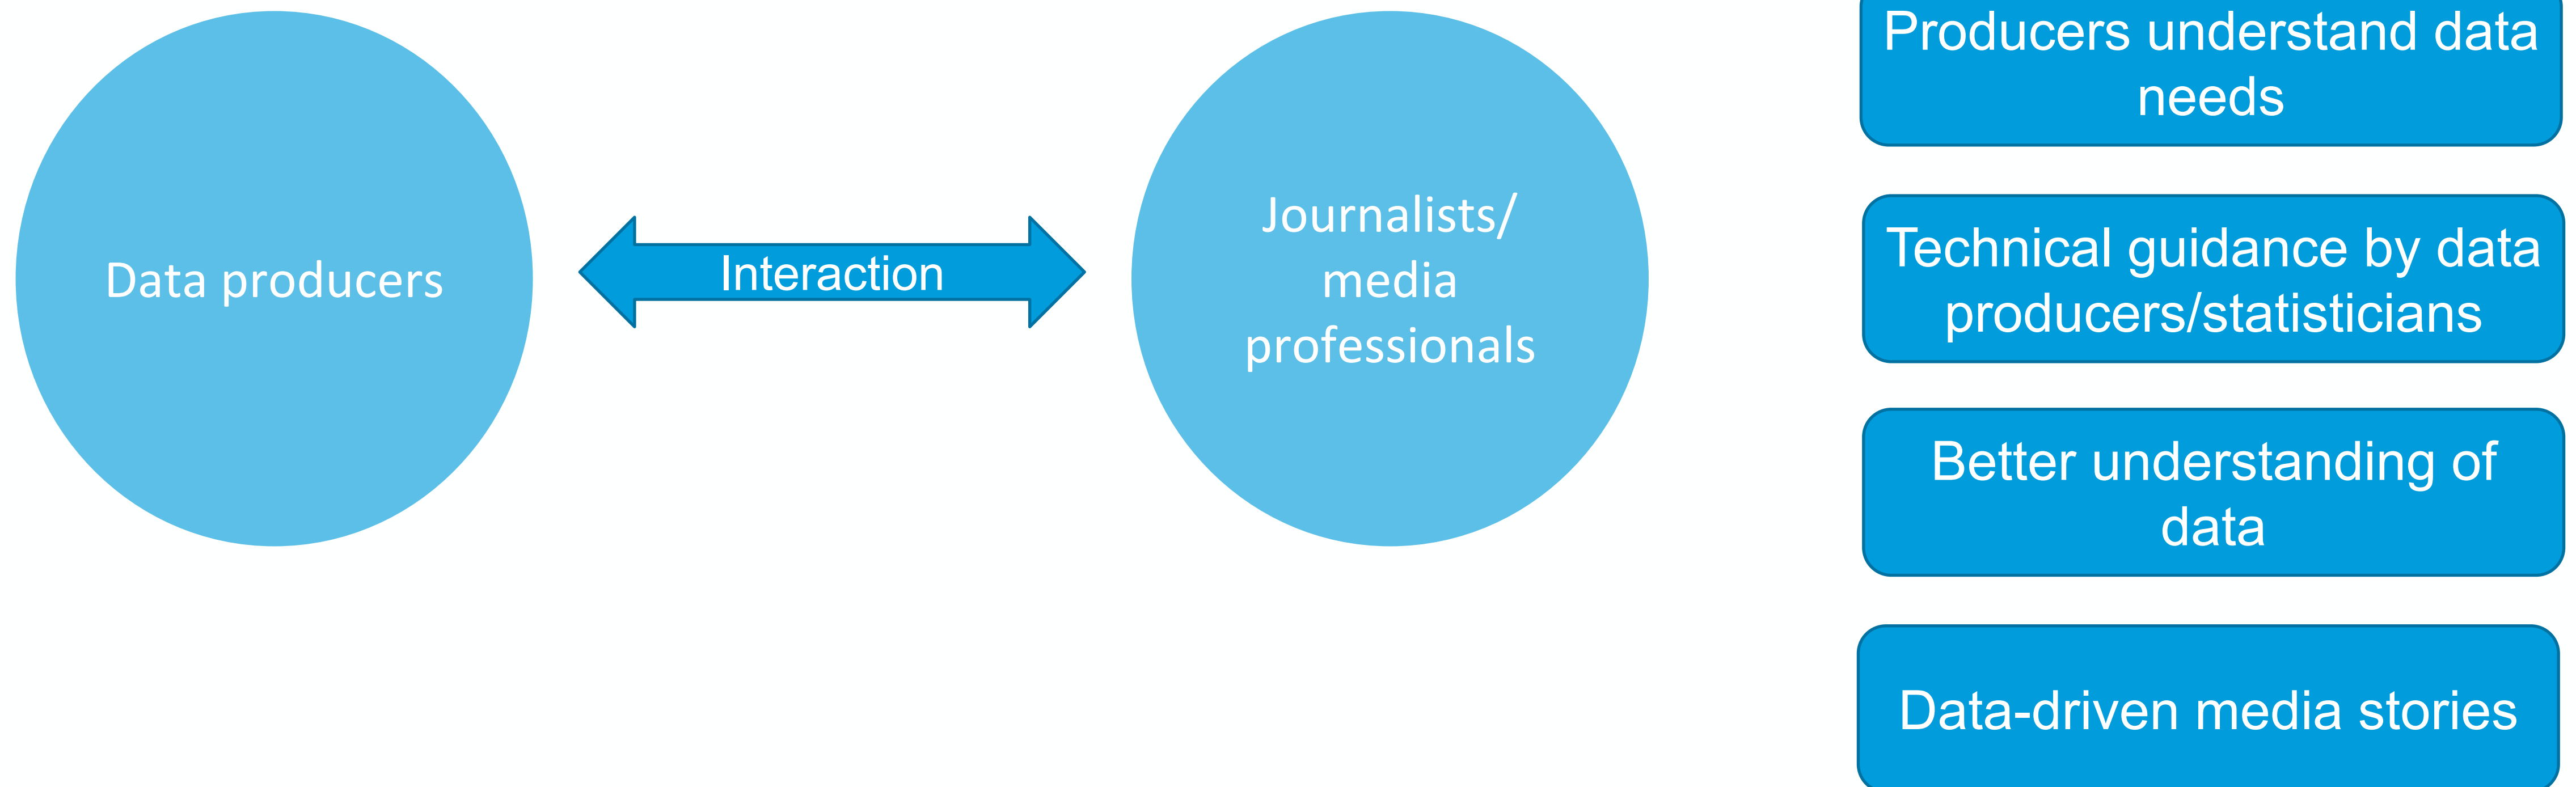 Data producers
Interaction
Journalists/
media
professionals
Producers understand data
needs
Technical guidance by data
producers/statisticians
Better understanding of
data
Data-driven media stories